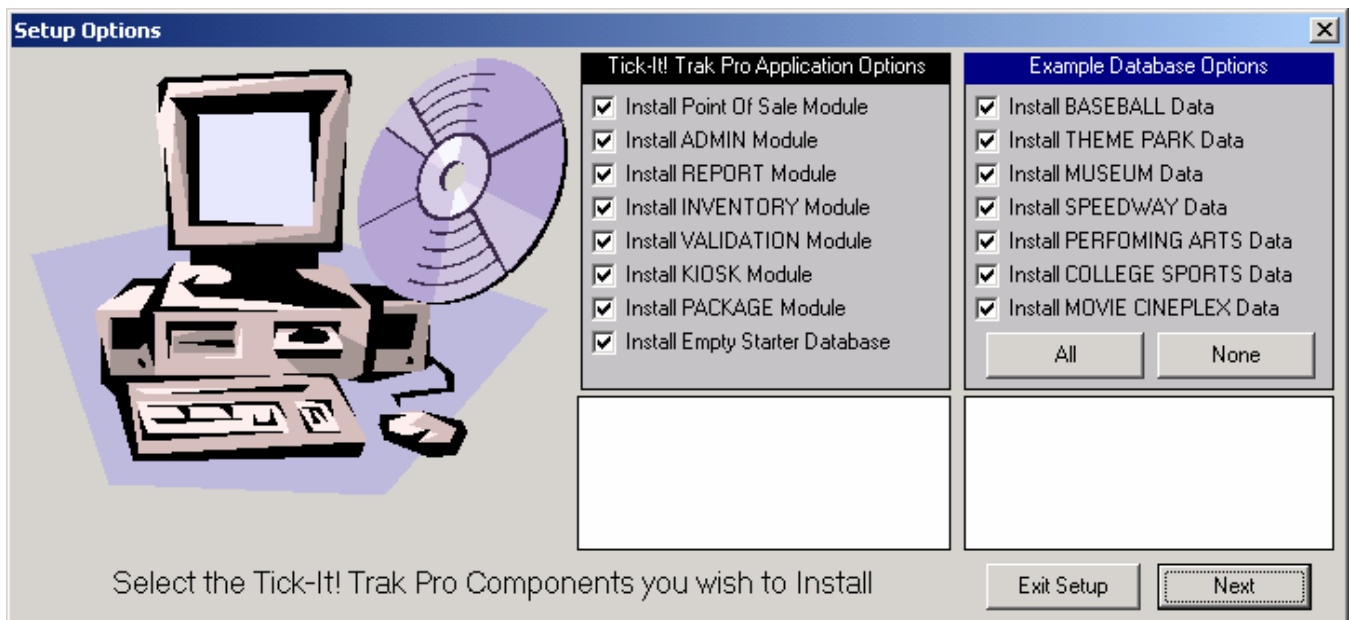 Setup Options
Tick-It! Trak Pro Application Options
Install Point Of Sale Module
Install ADMIN Module
Install REPORT Module
Install INVENTORY Module
Install VALIDATION Module
Install KIOSK Module
Install PACKAGE Module
Install Empty Starter Database
Example Database Options
Install BASEBALL Data
Install THEME PARK Data
Install MUSEUM Data
Install SPEEDWAY Data
Install PERFOMING ARTS Data
Install COLLEGE SPORTS Data
Install MOVIE CINEPLEX Data
All
None
Select the Tick-It! Trak Pro Components you wish to Install
Exit Setup
Next